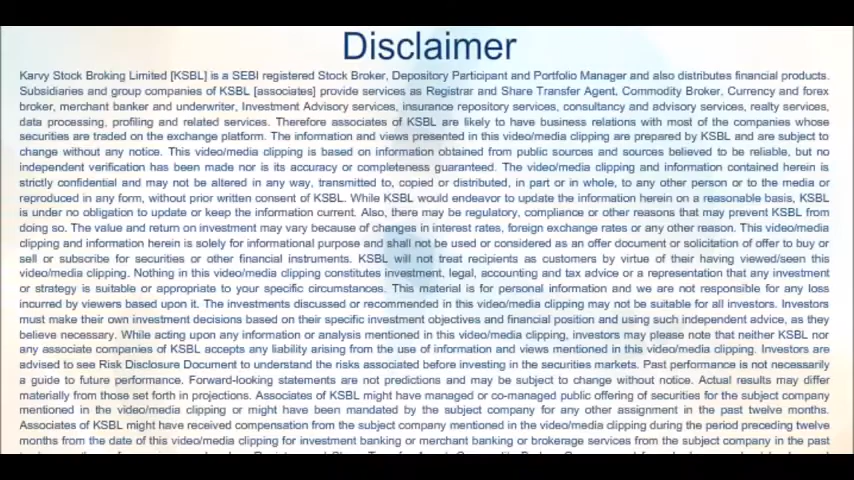 Disclaimer
Karvy Stock Broking Limited [KSBL] is a SEBI registered Stock Broker, Depository Participant and Portfolio Manager and also distributes financial products.
Subsidiaries and group companies of KSBL [associates] provide services as Registrar and Share Transfer Agent, Commodity Broker, Currency and forex
broker, merchant banker and underwriter, Investment Advisory services, insurance repository services, consultancy and advisory services, realty services,
data processing, profiling and related services. Therefore associates of KSBL are likely to have business relations with most of the companies whose
securities are traded on the exchange platform. The information and views presented in this video/media clipping are prepared by KSBL and are subject to
change without any notice. This video/media clipping is based on information obtained from public sources and sources believed to be reliable, but no
independent verification has been made nor is its accuracy or completeness guaranteed. The video/media clipping and information contained herein is
strictly confidential and may not be altered in any way, transmitted to, copied or distributed, in part or in whole, to any other person or to the media or
reproduced in any form, without prior written consent of KSBL. While KSBL would endeavor to update the information herein on a reasonable basis, KSBL
is under no obligation to update or keep the information current. Also, there may be regulatory, compliance or other reasons that may prevent KSBL from
doing so. The value and return on investment may vary because of changes in interest rates, foreign exchange rates or any other reason. This video/media
clipping and information herein is solely for informational purpose and shall not be used or considered as an offer document or solicitation of offer to buy or
sell or subscribe for securities or other financial instruments. KSBL will not treat recipients as customers by virtue of their having viewed/seen this
video/media clipping. Nothing in this video/media clipping constitutes investment, legal, accounting and tax advice or a representation that any investment
or strategy is suitable or appropriate to your specific circumstances. This material is for personal information and we are not responsible for any loss
incurred by viewers based upon it. The investments discussed or recommended in this video/media clipping may not be suitable for all investors. Investors
must make their own investment decisions based on their specific investment objectives and financial position and using such independent advice, as they
believe necessary. While acting upon any information or analysis mentioned in this video/media clipping, investors may please note that neither KSBL nor
any associate companies of KSBL accepts any liability arising from the use of information and views mentioned in this video/media clipping. Investors are
advised to see Risk Disclosure Document to understand the risks associated before investing in the securities markets. Past performance is not necessarily
a guide to future performance. Forward-looking statements are not predictions and may be subject to change without notice. Actual results may differ
materially from those set forth in projections. Associates of KSBL might have managed or co-managed public offering of securities for the subject company
mentioned in the video/media clipping or might have been mandated by the subject company for any other assignment in the past twelve months.
Associates of KSBL might have received compensation from the subject company mentioned in the video/media clipping during the period preceding twelve
months from the date of this video/media clipping for investment banking or merchant banking or brokerage services from the subject company in the past